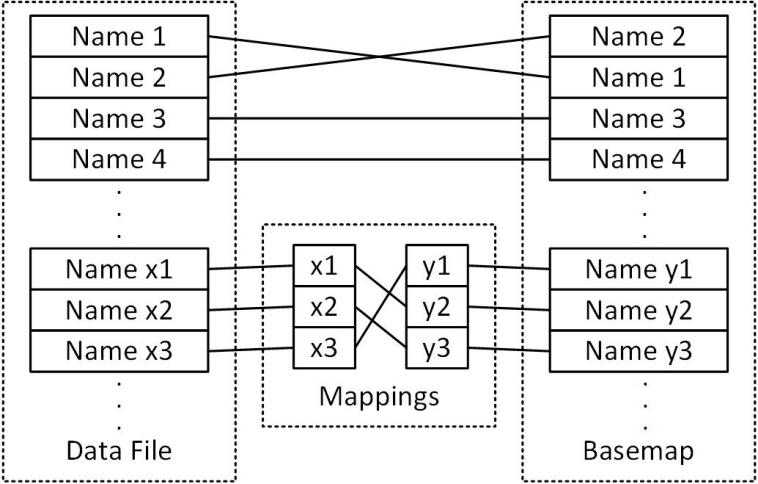 Name 1
Name 2
Name 3
Name 4
.
.
.
Name x1
Name x2
Name x3
.
.
.
Data File
x1
x2
x3
y1
y2
y3
Mappings
Name 2
Name 1
Name 3
Name 4
.
.
.
Name y1
Name y2
Name y3
.
.
.
Basemap